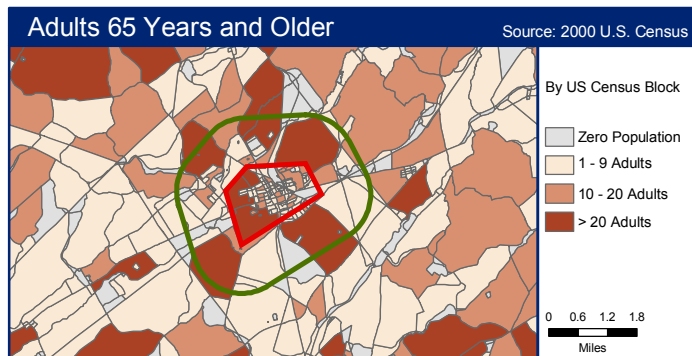 Adults 65 Years and Older
Source: 2000 U.S. Census
By US Census Block
Zero Population
1 - 9 Adults
10 - 20 Adults
> 20 Adults
0 0.6 1.2 1.8
Miles